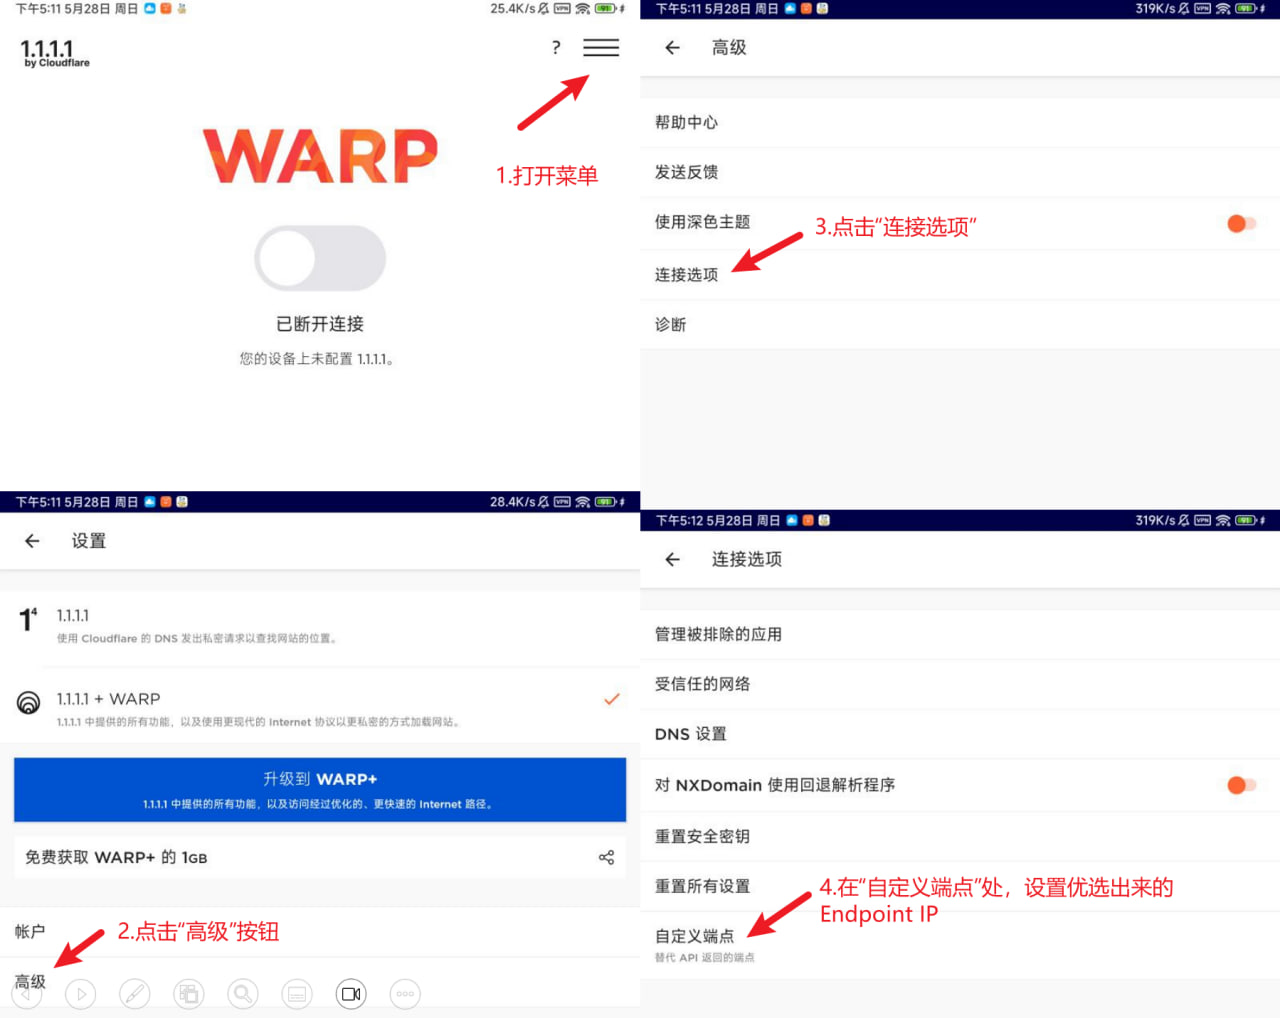 下午5:11 5月28日 周日
25.4K/s
VPN
91
1.1.1.1
by Cloudflare
?
WARP
1.打开菜单
已断开连接
您的设备上未配置 1.1.1.1。
下午5:11 5月28日 周日
28.4K/s
VPN
91
设置
1⁴
1.1.1.1
使用 Cloudflare 的 DNS 发出私密请求以查找网站的位置。
1.1.1.1 + WARP
1.1.1.1 中提供的所有功能，以及使用更现代的 Internet 协议以更私密的方式加载网站。
升级到 WARP+
1.1.1.1 中提供的所有功能，以及访问经过优化的、更快速的 Internet 路径。
免费获取 WARP+ 的 1GB
帐户
2.点击“高级”按钮
高级
下午5:11 5月28日 周日
319K/s
VPN
91
高级
帮助中心
发送反馈
使用深色主题
3.点击“连接选项”
连接选项
诊断
下午5:12 5月28日 周日
319K/s
VPN
91
连接选项
管理被排除的应用
受信任的网络
DNS 设置
对 NXDomain 使用回退解析程序
重置安全密钥
重置所有设置
4.在“自定义端点”处，设置优选出来的
Endpoint IP
自定义端点
替代 API 返回的端点